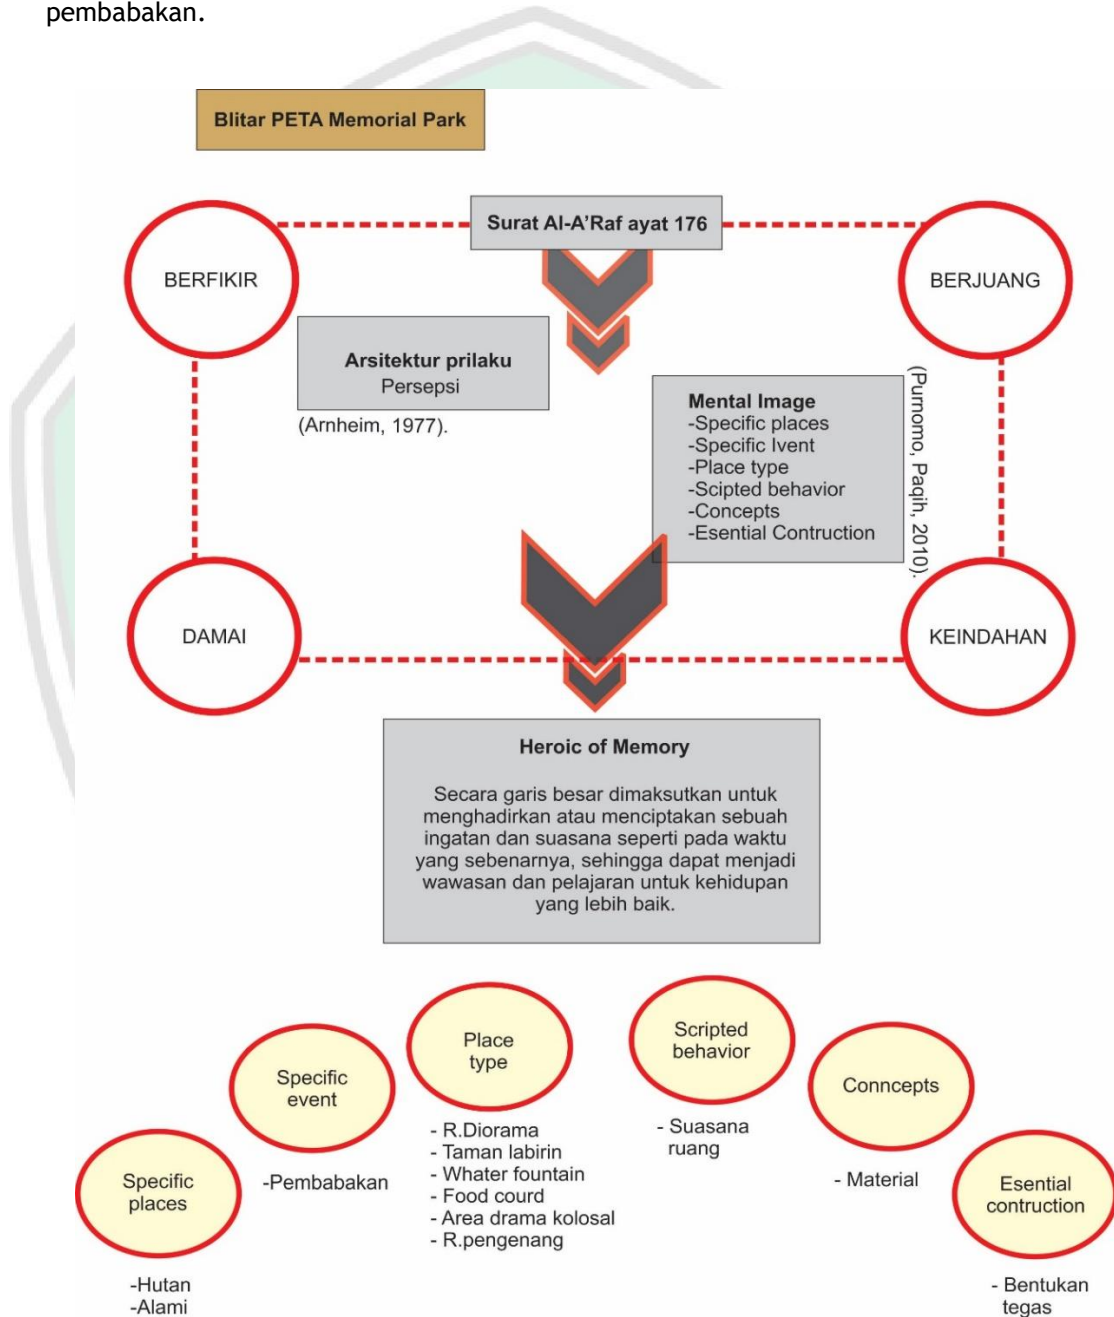 pembabakan.
Blitar PETA Memorial Park
Surat Al-A’Raf ayat 176
BERFIKIR
BERJUANG
Arsitektur prilaku
Persepsi
(Arnheim, 1977).
Mental Image
-Specific places
-Specific Ivent
-Place type
-Scipted behavior
-Concepts
-Esential Contruction
(Purnomo, Paqih, 2010).
DAMAI
KEINDAHAN
Heroic of Memory
Secara garis besar dimaksutkan untuk
menghadirkan atau menciptakan sebuah
ingatan dan suasana seperti pada waktu
yang sebenarnya, sehingga dapat menjadi
wawasan dan pelajaran untuk kehidupan
yang lebih baik.
Specific
places
-Hutan
-Alami
Specific
event
-Pembabakan
Place
type
- R.Diorama
- Taman labirin
- Whater fountain
- Food courd
- Area drama kolosal
- R.pengenang
Scripted
behavior
- Suasana
ruang
Conncepts
- Material
Esential
contruction
- Bentukan
tegas